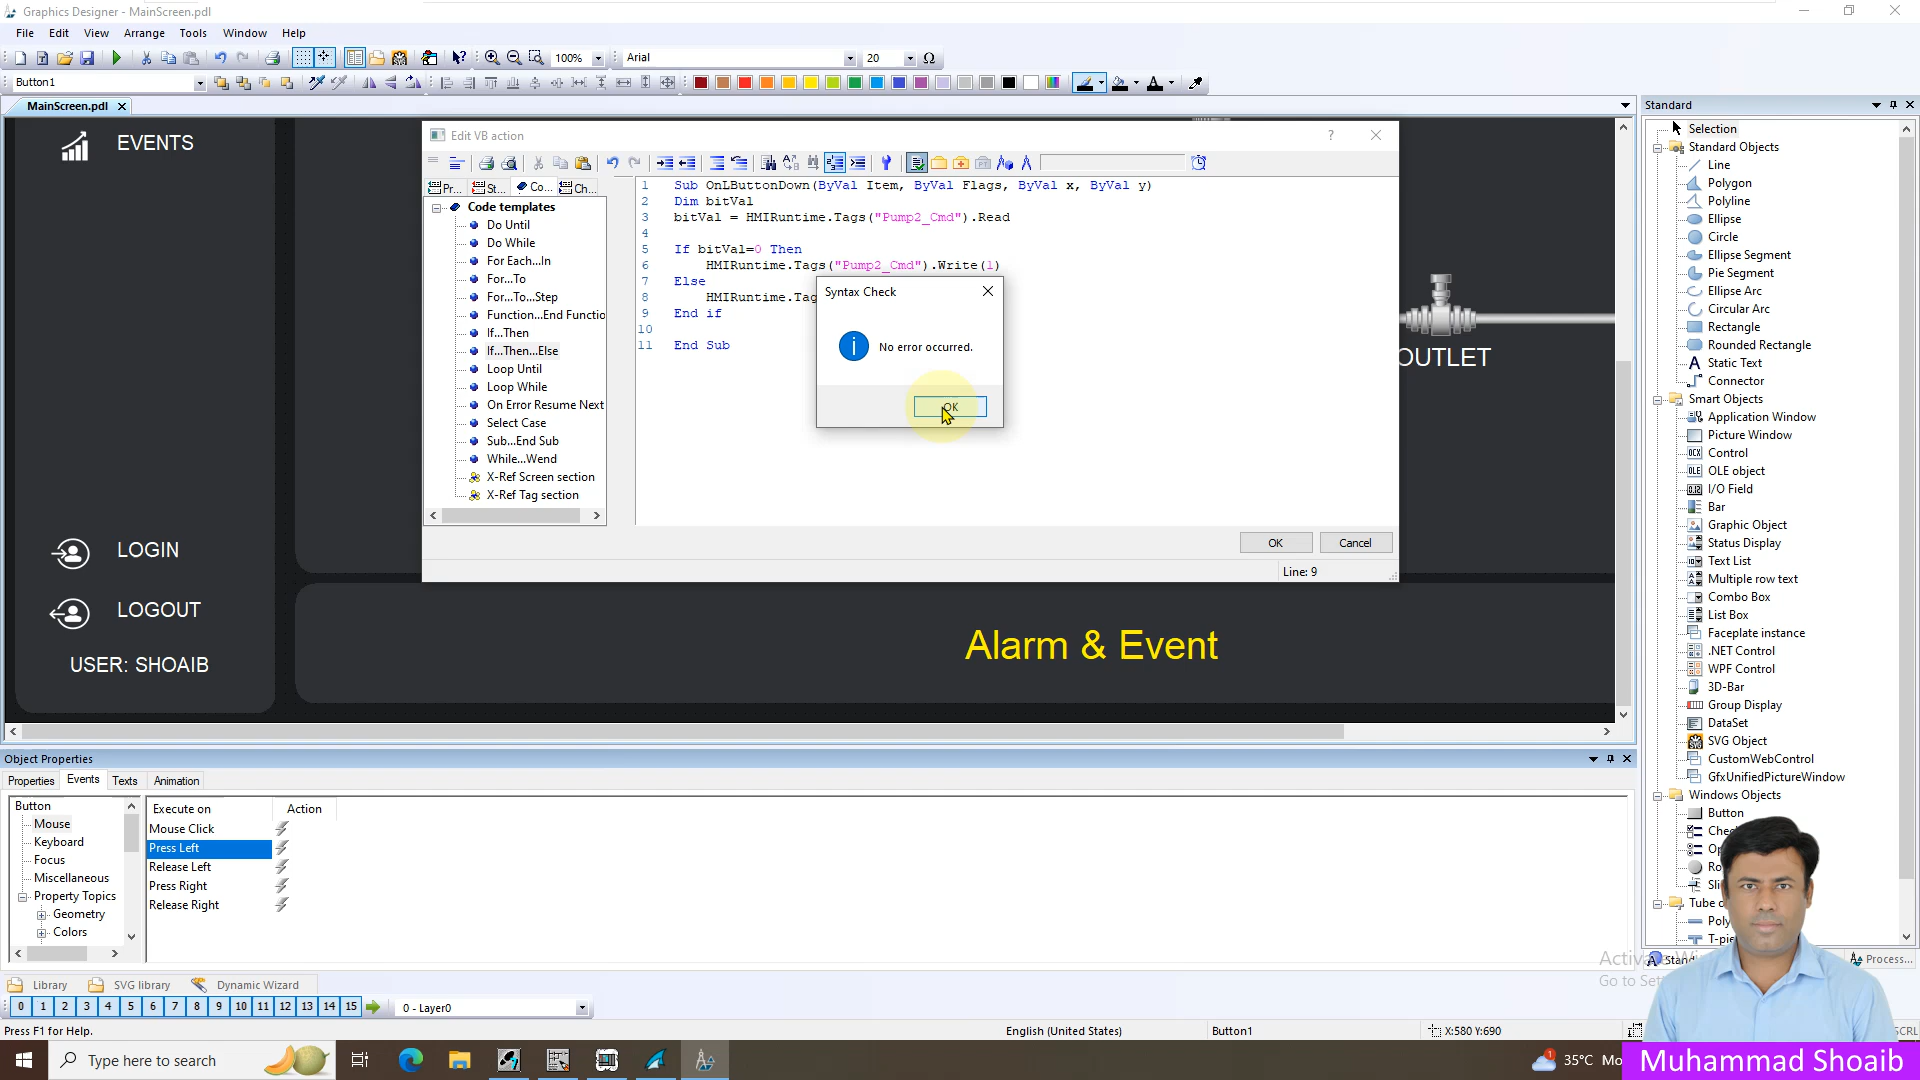 Graphics Designer - MainScreen.pdl
File Edit View Arrange Tools Window Help
100% Arial 20 Ω
Button1
MainScreen.pdl
EVENTS
LOGIN
LOGOUT
USER: SHOAIB
OUTLET
Alarm & Event
Edit VB action
?
Pr... St... Co... Ch...
Code templates
Do Until
Do While
For Each...In
For...To
For...To...Step
Function...End Functio
If...Then
If...Then...Else
Loop Until
Loop While
On Error Resume Next
Select Case
Sub...End Sub
While...Wend
X-Ref Screen section
X-Ref Tag section
1 Sub OnLButtonDown(ByVal Item, ByVal Flags, ByVal x, ByVal y)
2 Dim bitVal
3 bitVal = HMIRuntime.Tags("Pump2_Cmd").Read
4
5 If bitVal=0 Then
6 HMIRuntime.Tags("Pump2_Cmd").Write(1)
7 Else
8 HMIRuntime.Tag
9 End if
10
11 End Sub
Syntax Check
No error occurred.
OK
OK Cancel
Line: 9
Standard
Selection
Standard Objects
Line
Polygon
Polyline
Ellipse
Circle
Ellipse Segment
Pie Segment
Ellipse Arc
Circular Arc
Rectangle
Rounded Rectangle
Static Text
Connector
Smart Objects
Application Window
Picture Window
Control
OLE object
I/O Field
Bar
Graphic Object
Status Display
Text List
Multiple row text
Combo Box
List Box
Faceplate instance
.NET Control
WPF Control
3D-Bar
Group Display
DataSet
SVG Object
CustomWebControl
GfxUnifiedPictureWindow
Windows Objects
Button
Chec
Op
Ro
Sli
Tube o
Poly
T-pie
Stand
Process...
Object Properties
Properties Events Texts Animation
Button
Mouse
Keyboard
Focus
Miscellaneous
Property Topics
Geometry
Colors
Execute on Action
Mouse Click
Press Left
Release Left
Press Right
Release Right
Library SVG library Dynamic Wizard
0 1 2 3 4 5 6 7 8 9 10 11 12 13 14 15
0 - Layer0
Press F1 for Help.
English (United States)
Button1
X:580 Y:690
Type here to search
35°C
Muhammad Shoaib